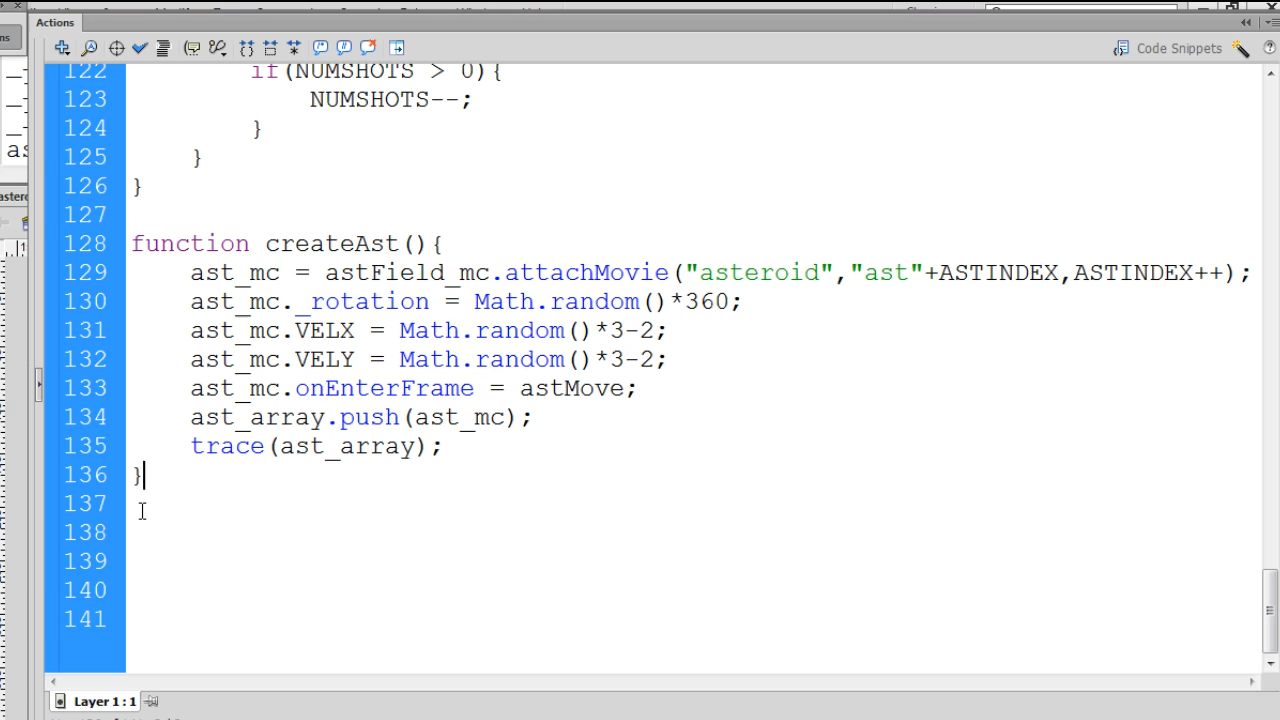 Actions
Code Snippets
122 if(NUMSHOTS > 0){
123 NUMSHOTS--;
124 }
125 }
126 }
127
128 function createAst(){
129 ast_mc = astField_mc.attachMovie("asteroid","ast"+ASTINDEX,ASTINDEX++);
130 ast_mc._rotation = Math.random()*360;
131 ast_mc.VELX = Math.random()*3-2;
132 ast_mc.VELY = Math.random()*3-2;
133 ast_mc.onEnterFrame = astMove;
134 ast_array.push(ast_mc);
135 trace(ast_array);
136 }
137
138
139
140
141
Layer 1 : 1